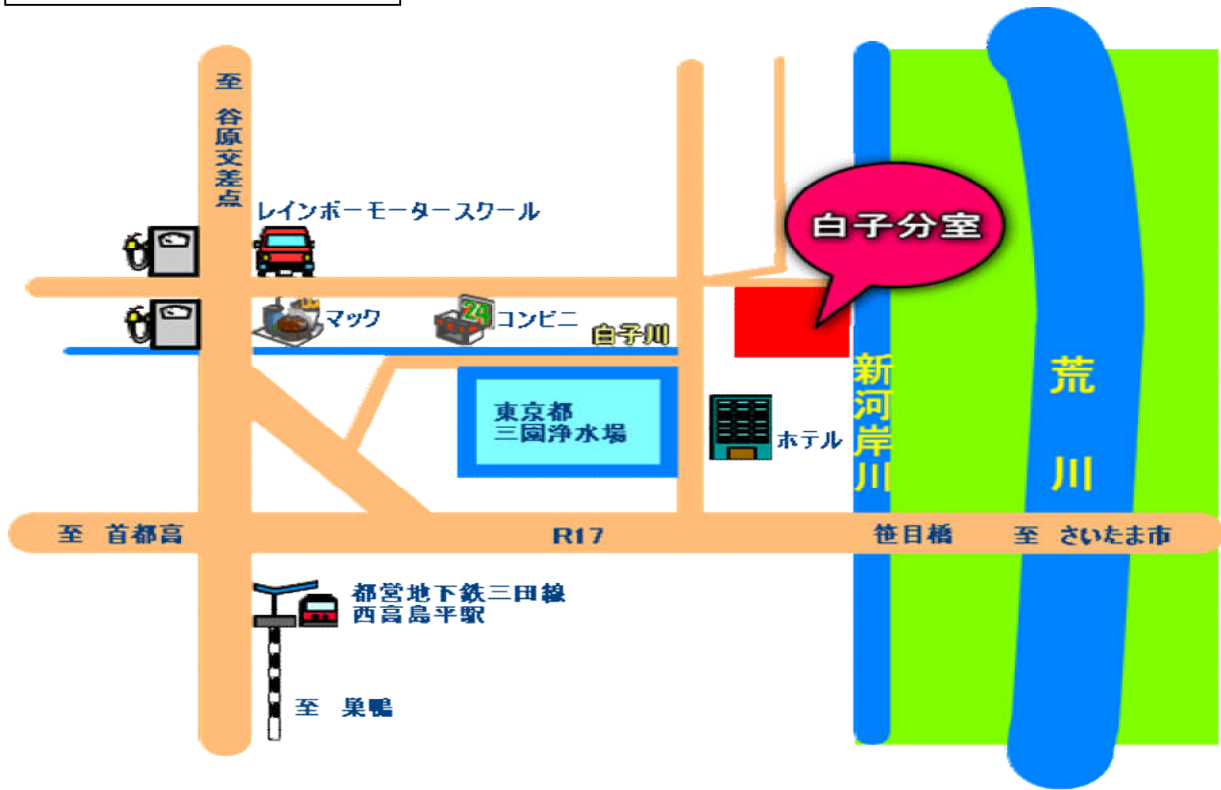 至 谷原交差点
レインボーモータースクール
白子分室
マック
24
コンビニ
白子川
新河岸川
荒川
東京都
三園浄水場
ホテル
至 首都高
R17
笹目橋
至 さいたま市
都営地下鉄三田線
西高島平駅
至 巣鴨